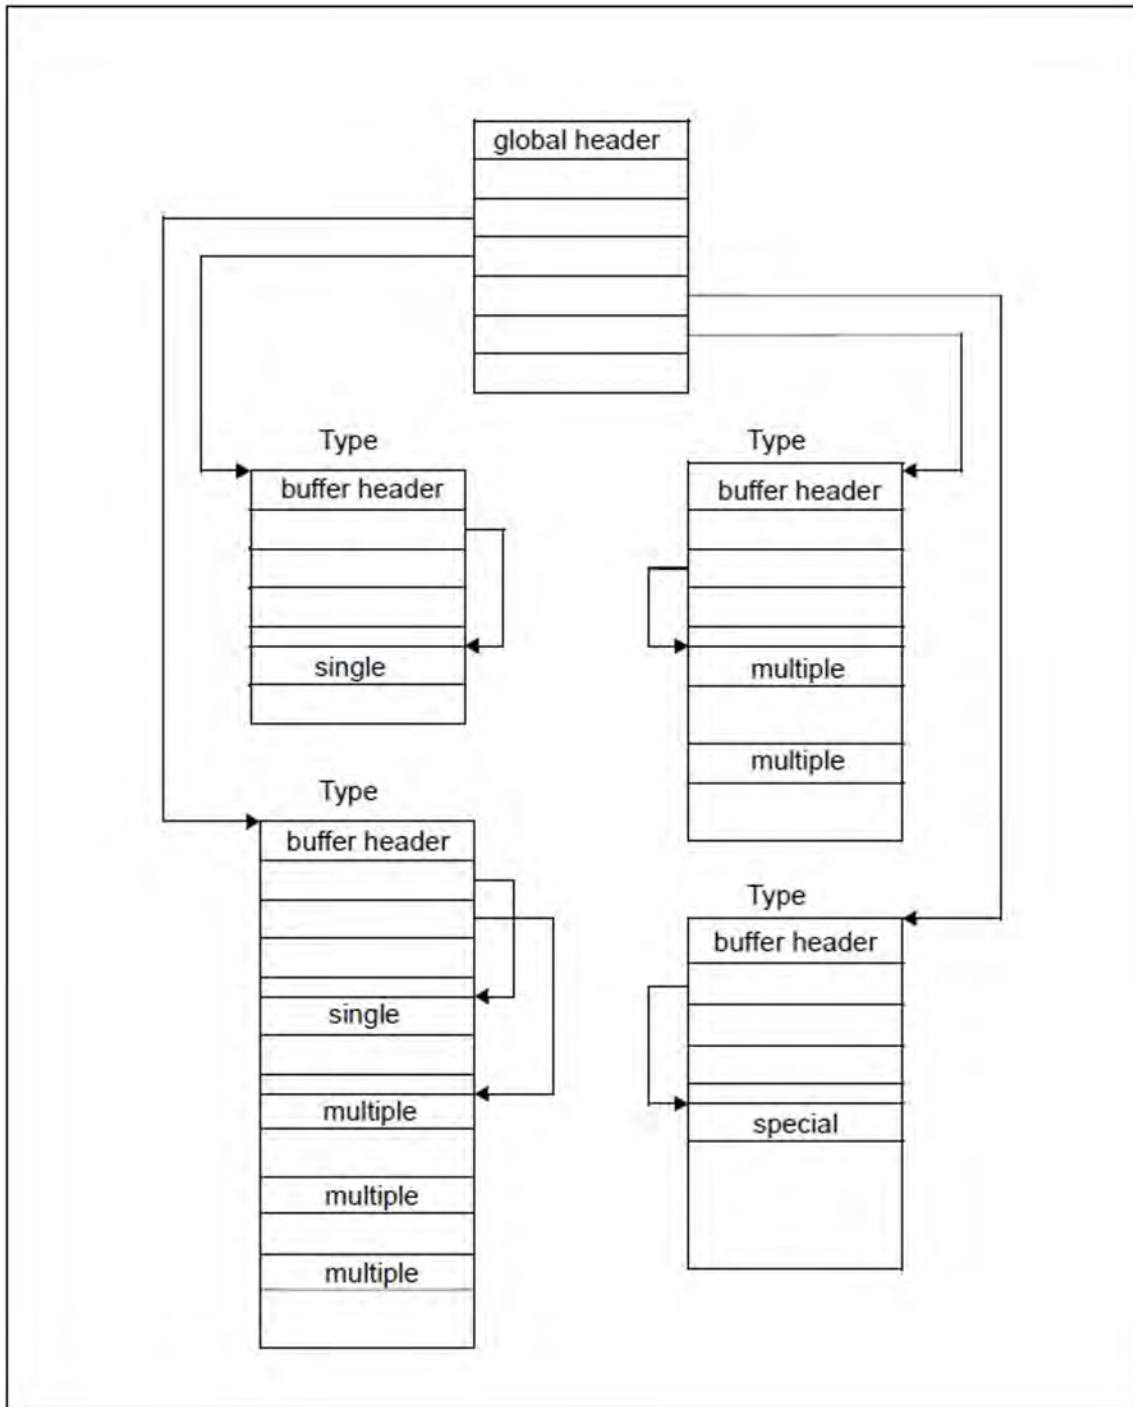 global header
Type
buffer header
single
Type
buffer header
multiple
multiple
Type
buffer header
single
multiple
multiple
multiple
Type
buffer header
special